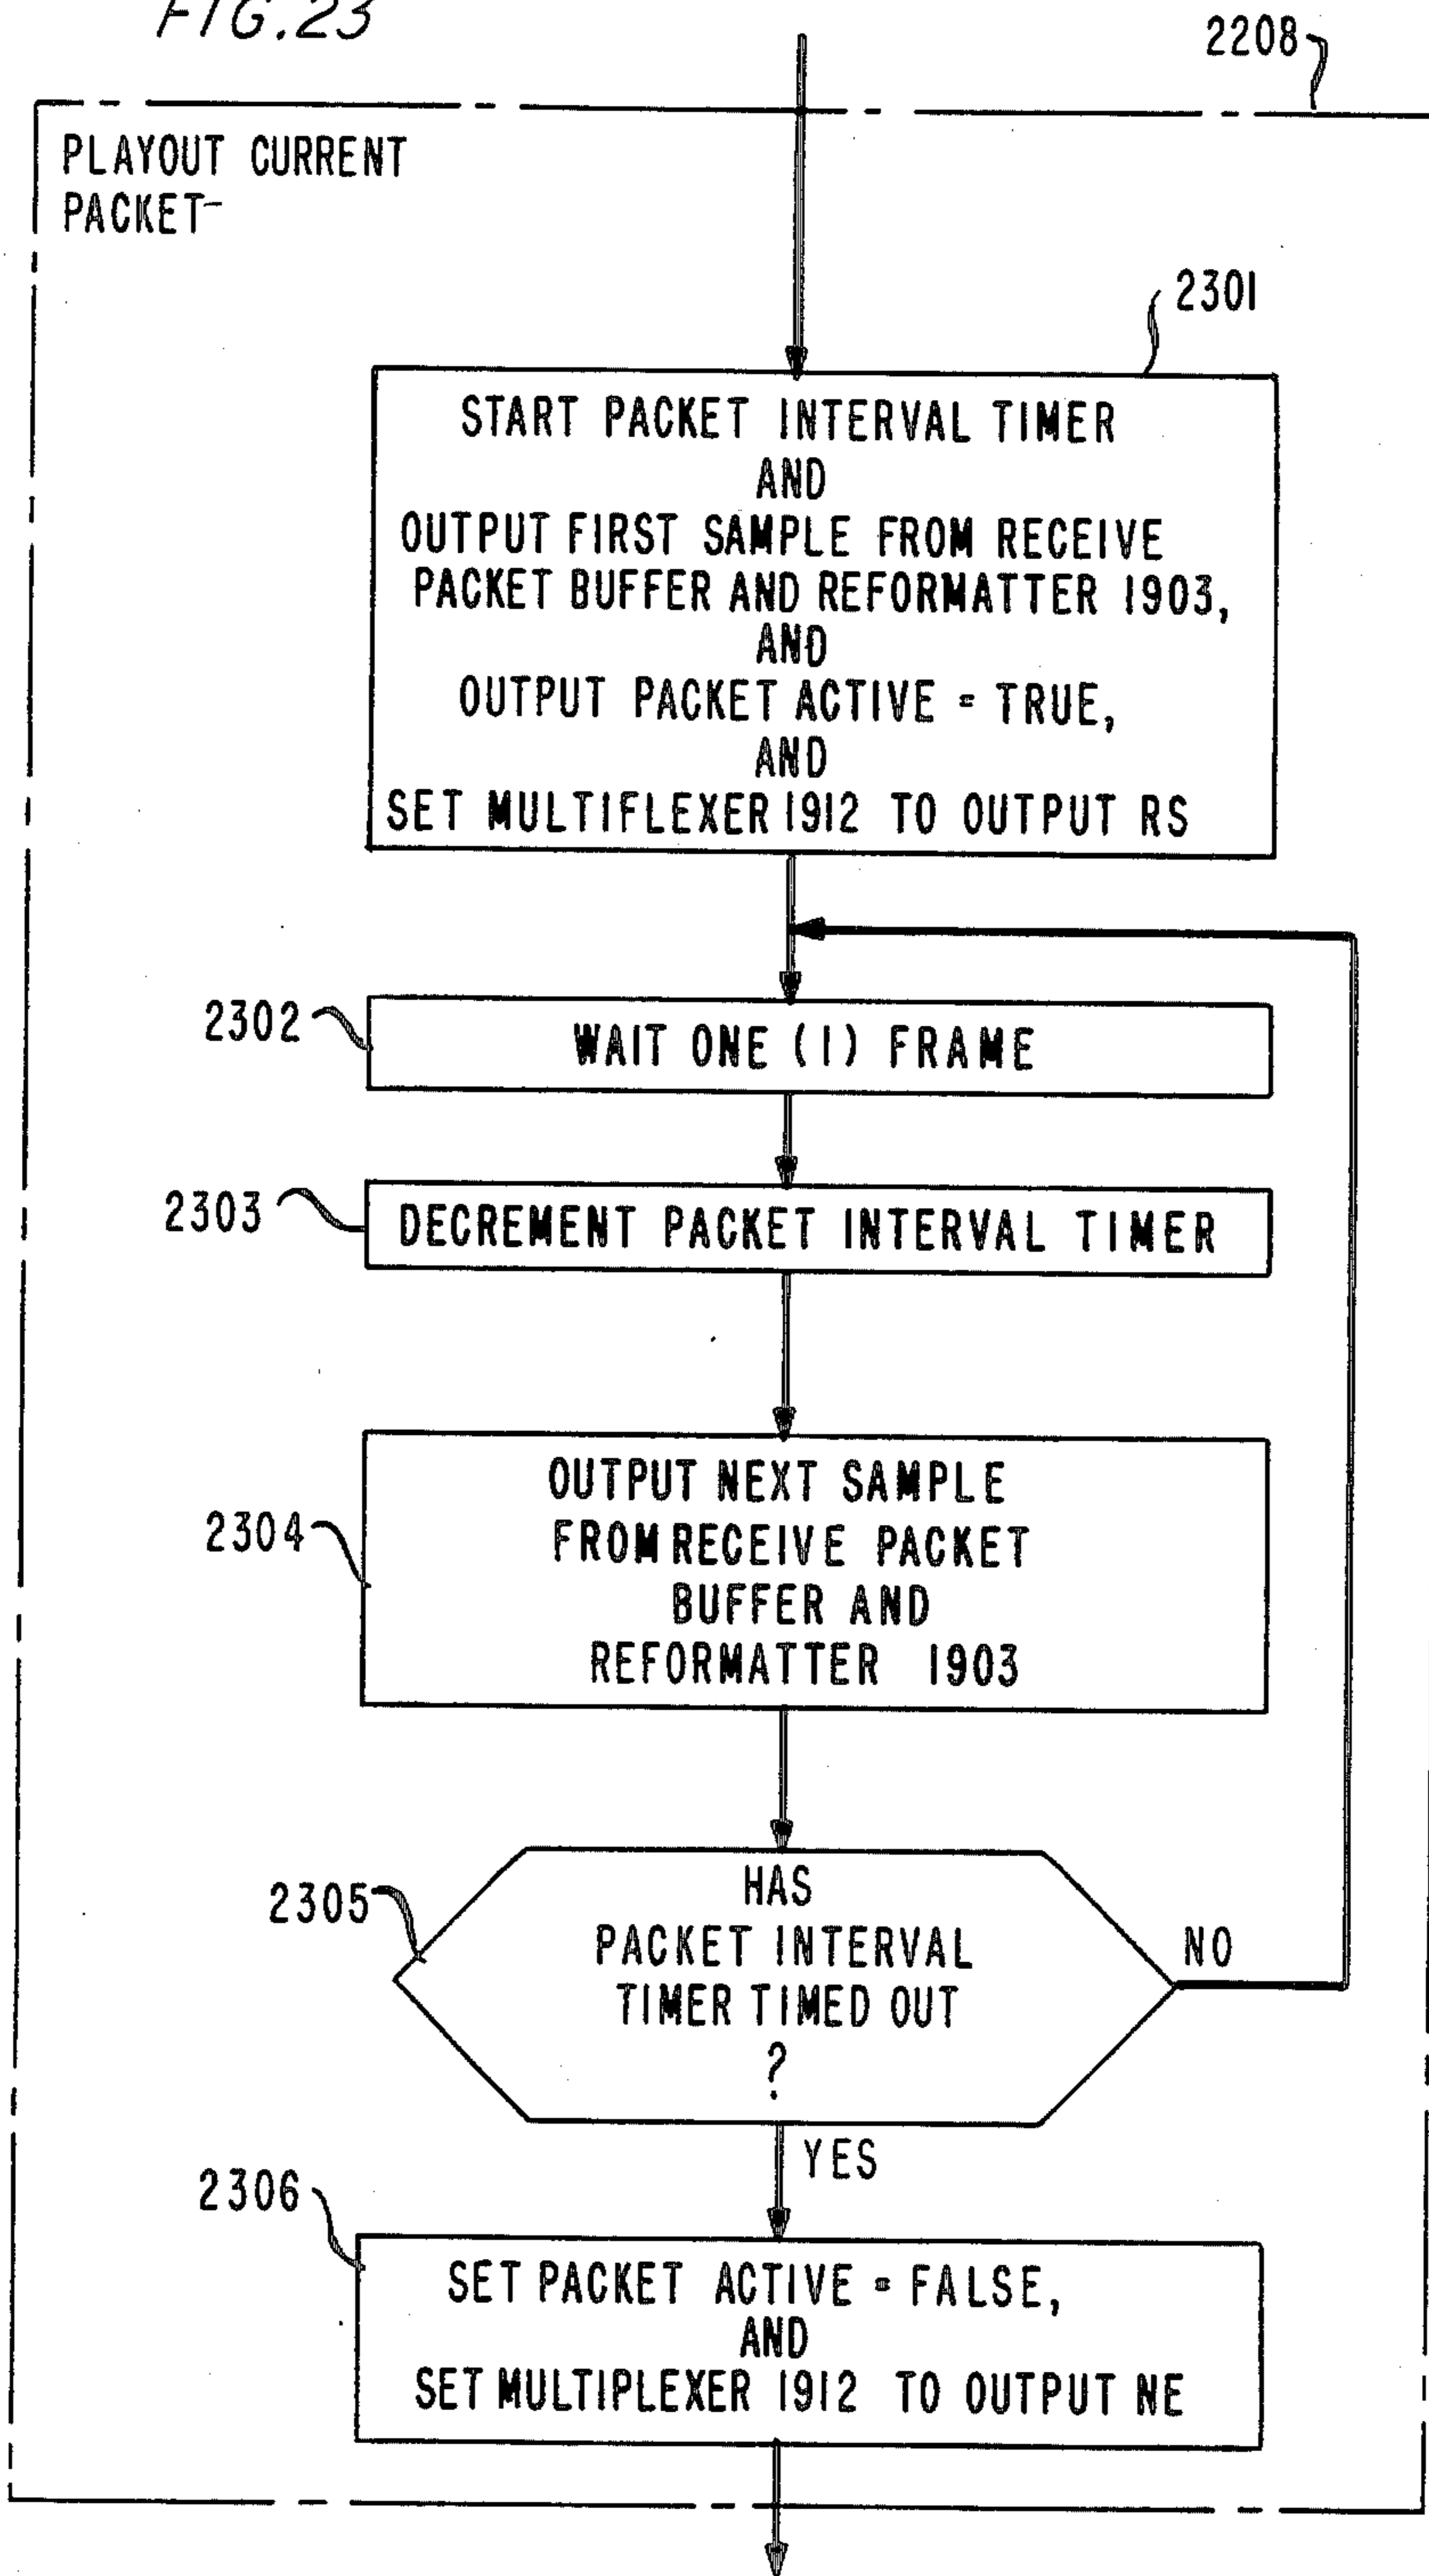 FIG.23
2208
PLAYOUT CURRENT
PACKET
2301
START PACKET INTERVAL TIMER
AND
OUTPUT FIRST SAMPLE FROM RECEIVE
PACKET BUFFER AND REFORMATTER 1903,
AND
OUTPUT PACKET ACTIVE = TRUE,
AND
SET MULTIFLEXER 1912 TO OUTPUT RS
2302
WAIT ONE (1) FRAME
2303
DECREMENT PACKET INTERVAL TIMER
2304
OUTPUT NEXT SAMPLE
FROM RECEIVE PACKET
BUFFER AND
REFORMATTER 1903
2305
HAS
PACKET INTERVAL
TIMER TIMED OUT
?
NO
YES
2306
SET PACKET ACTIVE = FALSE,
AND
SET MULTIPLEXER 1912 TO OUTPUT NE